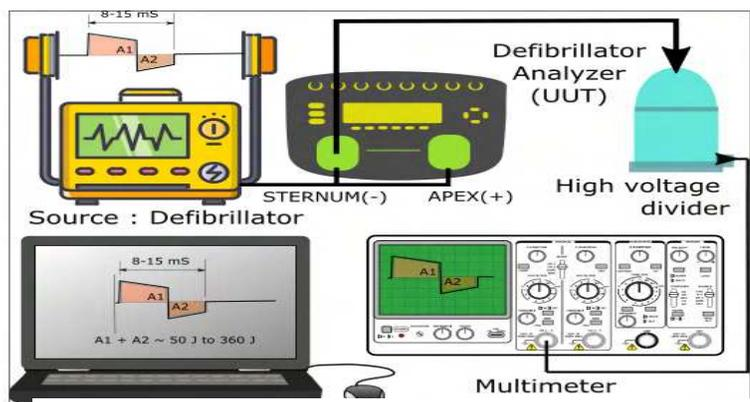 8-15 mS
A1
A2
Defibrillator
Analyzer
(UUT)
STERNUM(-) APEX(+)
Source : Defibrillator
High voltage
divider
8-15 mS
A1
A2
A1 + A2 ~ 50 J to 360 J
A1
A2
Multimeter